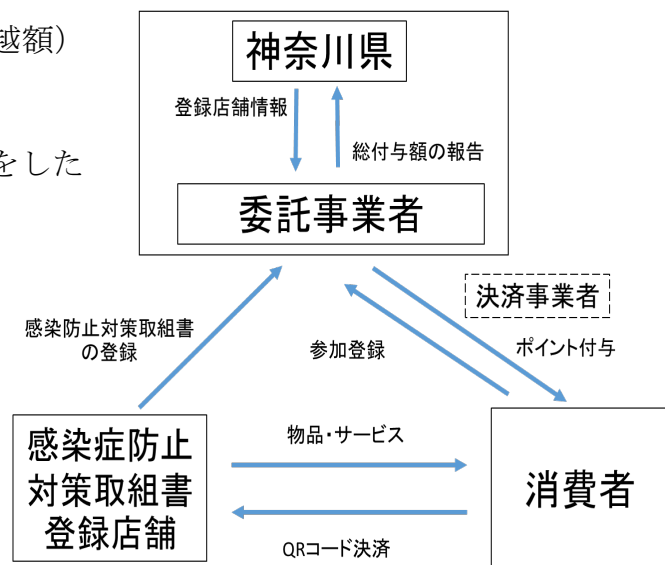 越額）
神奈川県
登録店舗情報
総付与額の報告
をした
委託事業者
決済事業者
感染防止対策取組書
の登録
参加登録
ポイント付与
感染症防止
対策取組書
登録店舗
物品・サービス
消費者
QRコード決済